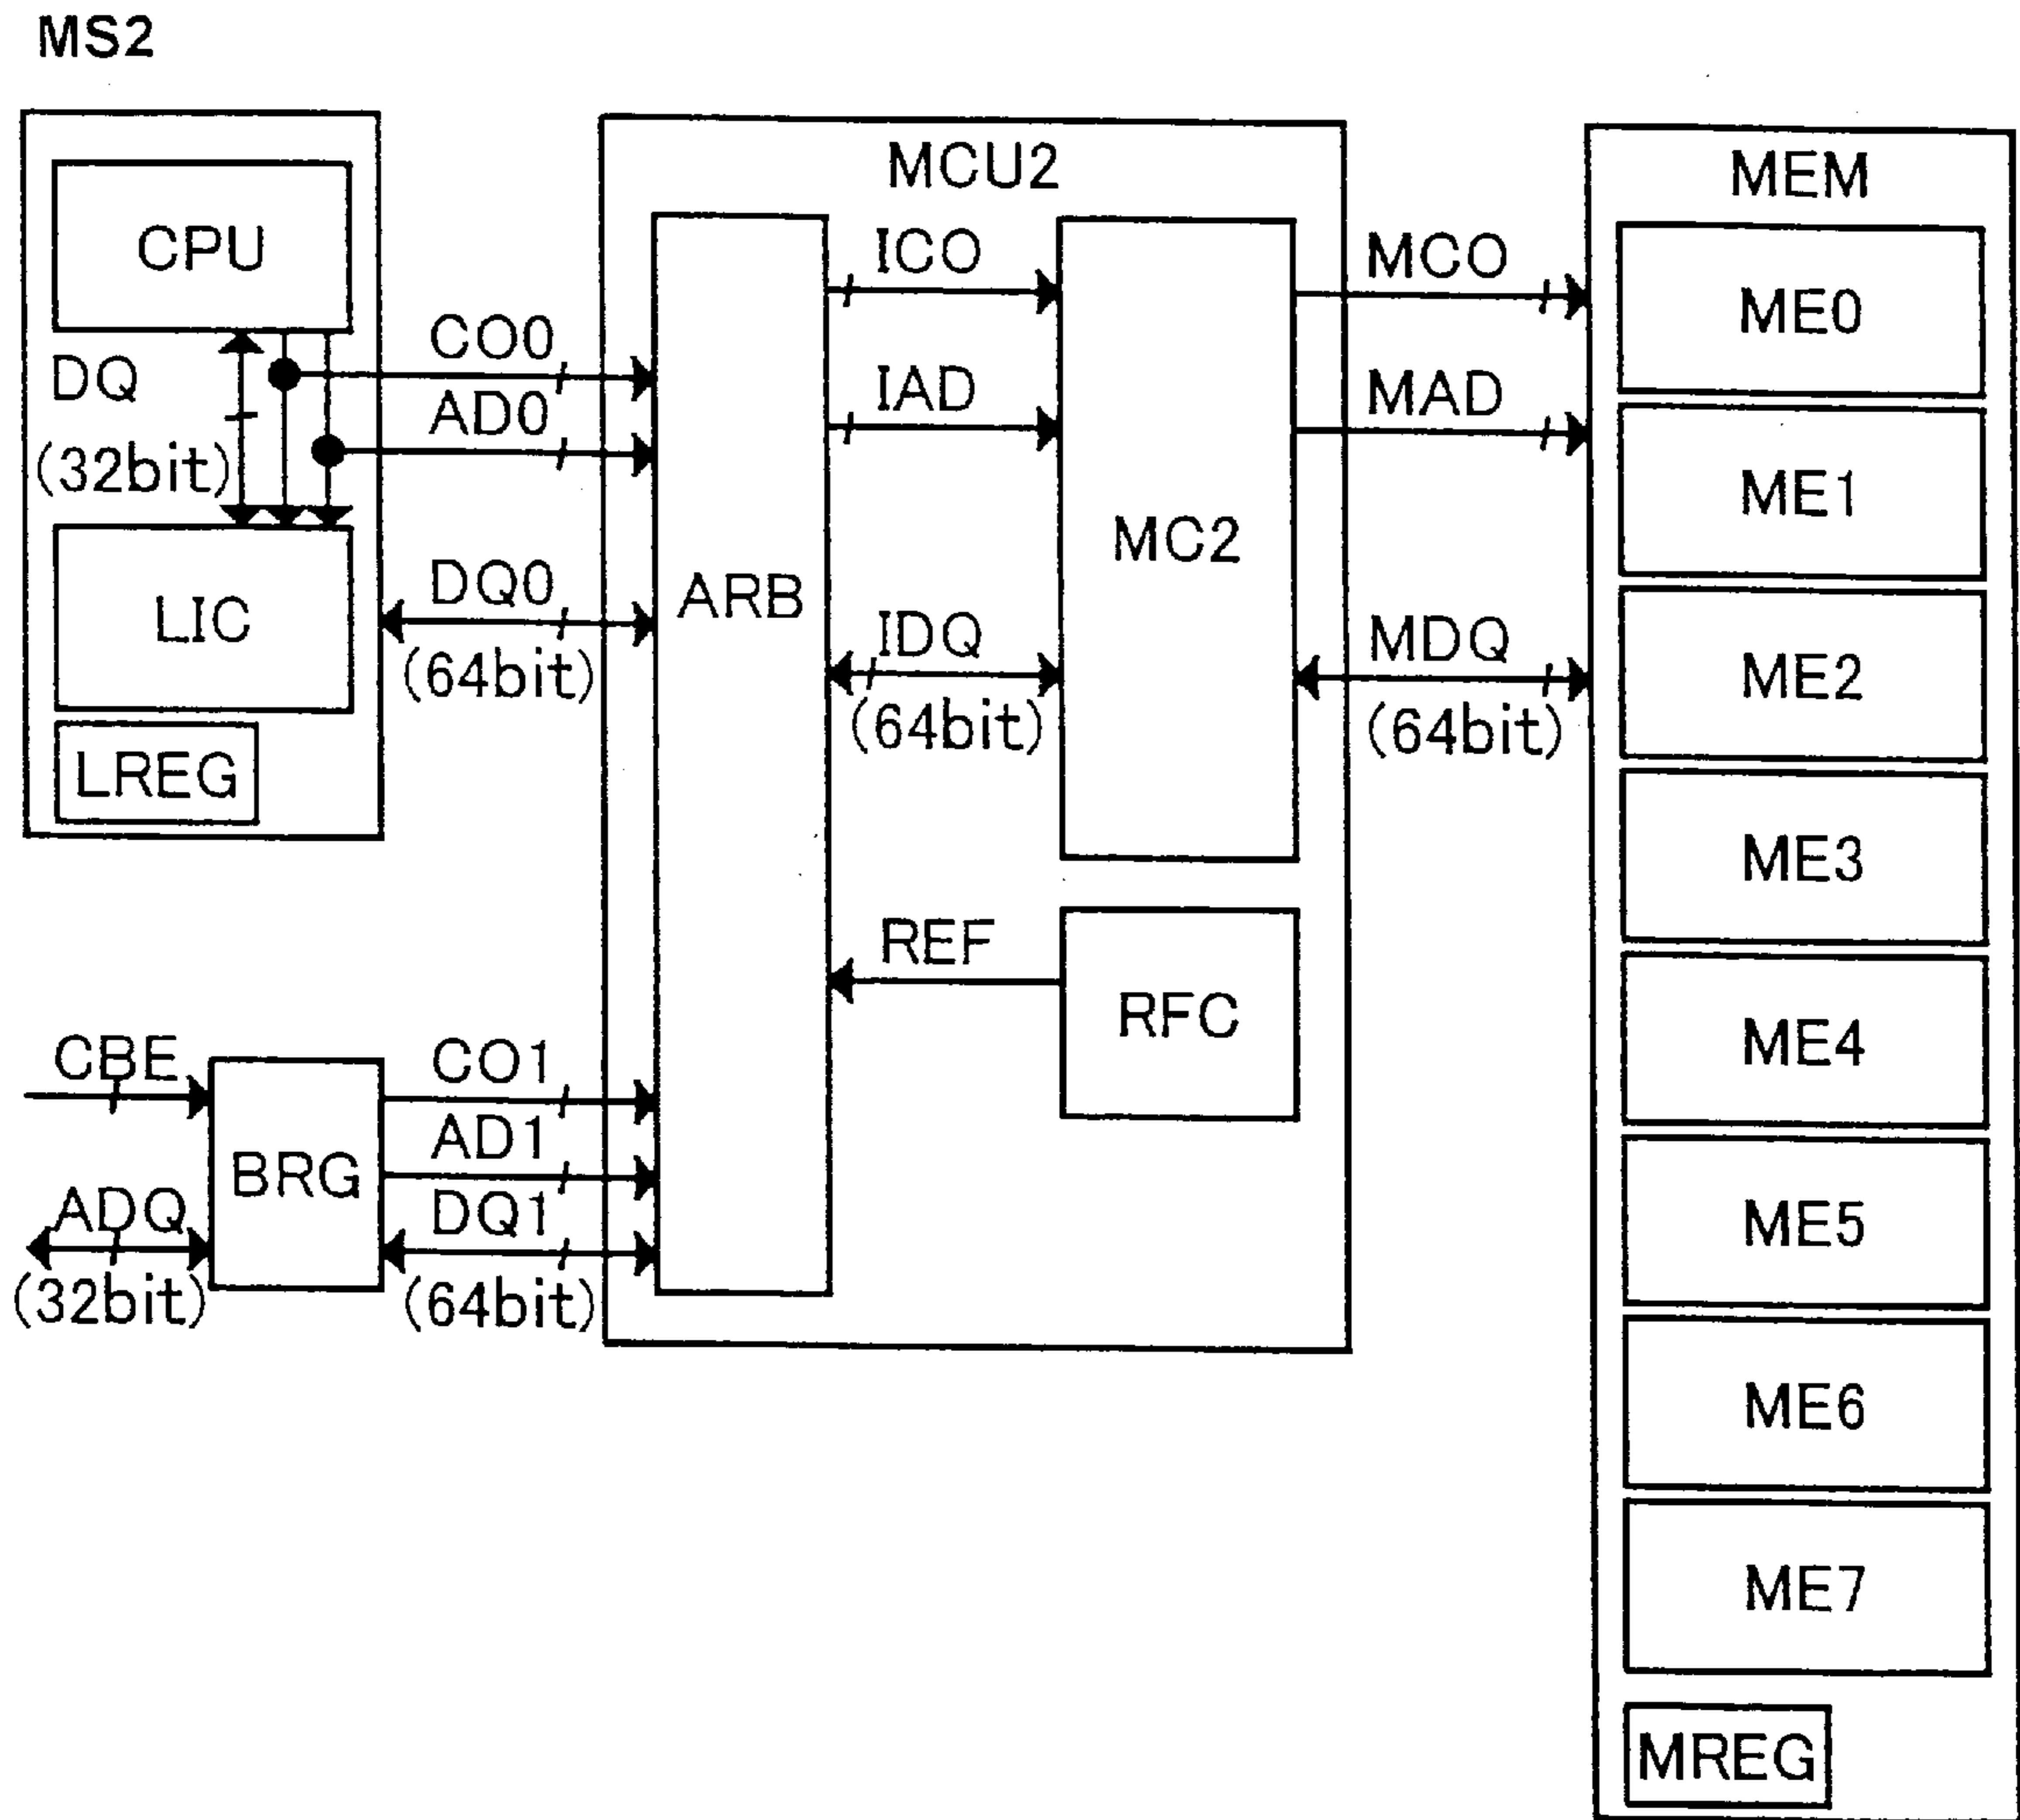 MS2
CPU
DQ
(32bit)
LIC
LREG
CO0
AD0
DQ0
(64bit)
CBE
ADQ
(32bit)
BRG
CO1
AD1
DQ1
(64bit)
MCU2
ARB
ICO
IAD
IDQ
(64bit)
MC2
REF
RFC
MCO
MAD
MDQ
(64bit)
MEM
ME0
ME1
ME2
ME3
ME4
ME5
ME6
ME7
MREG